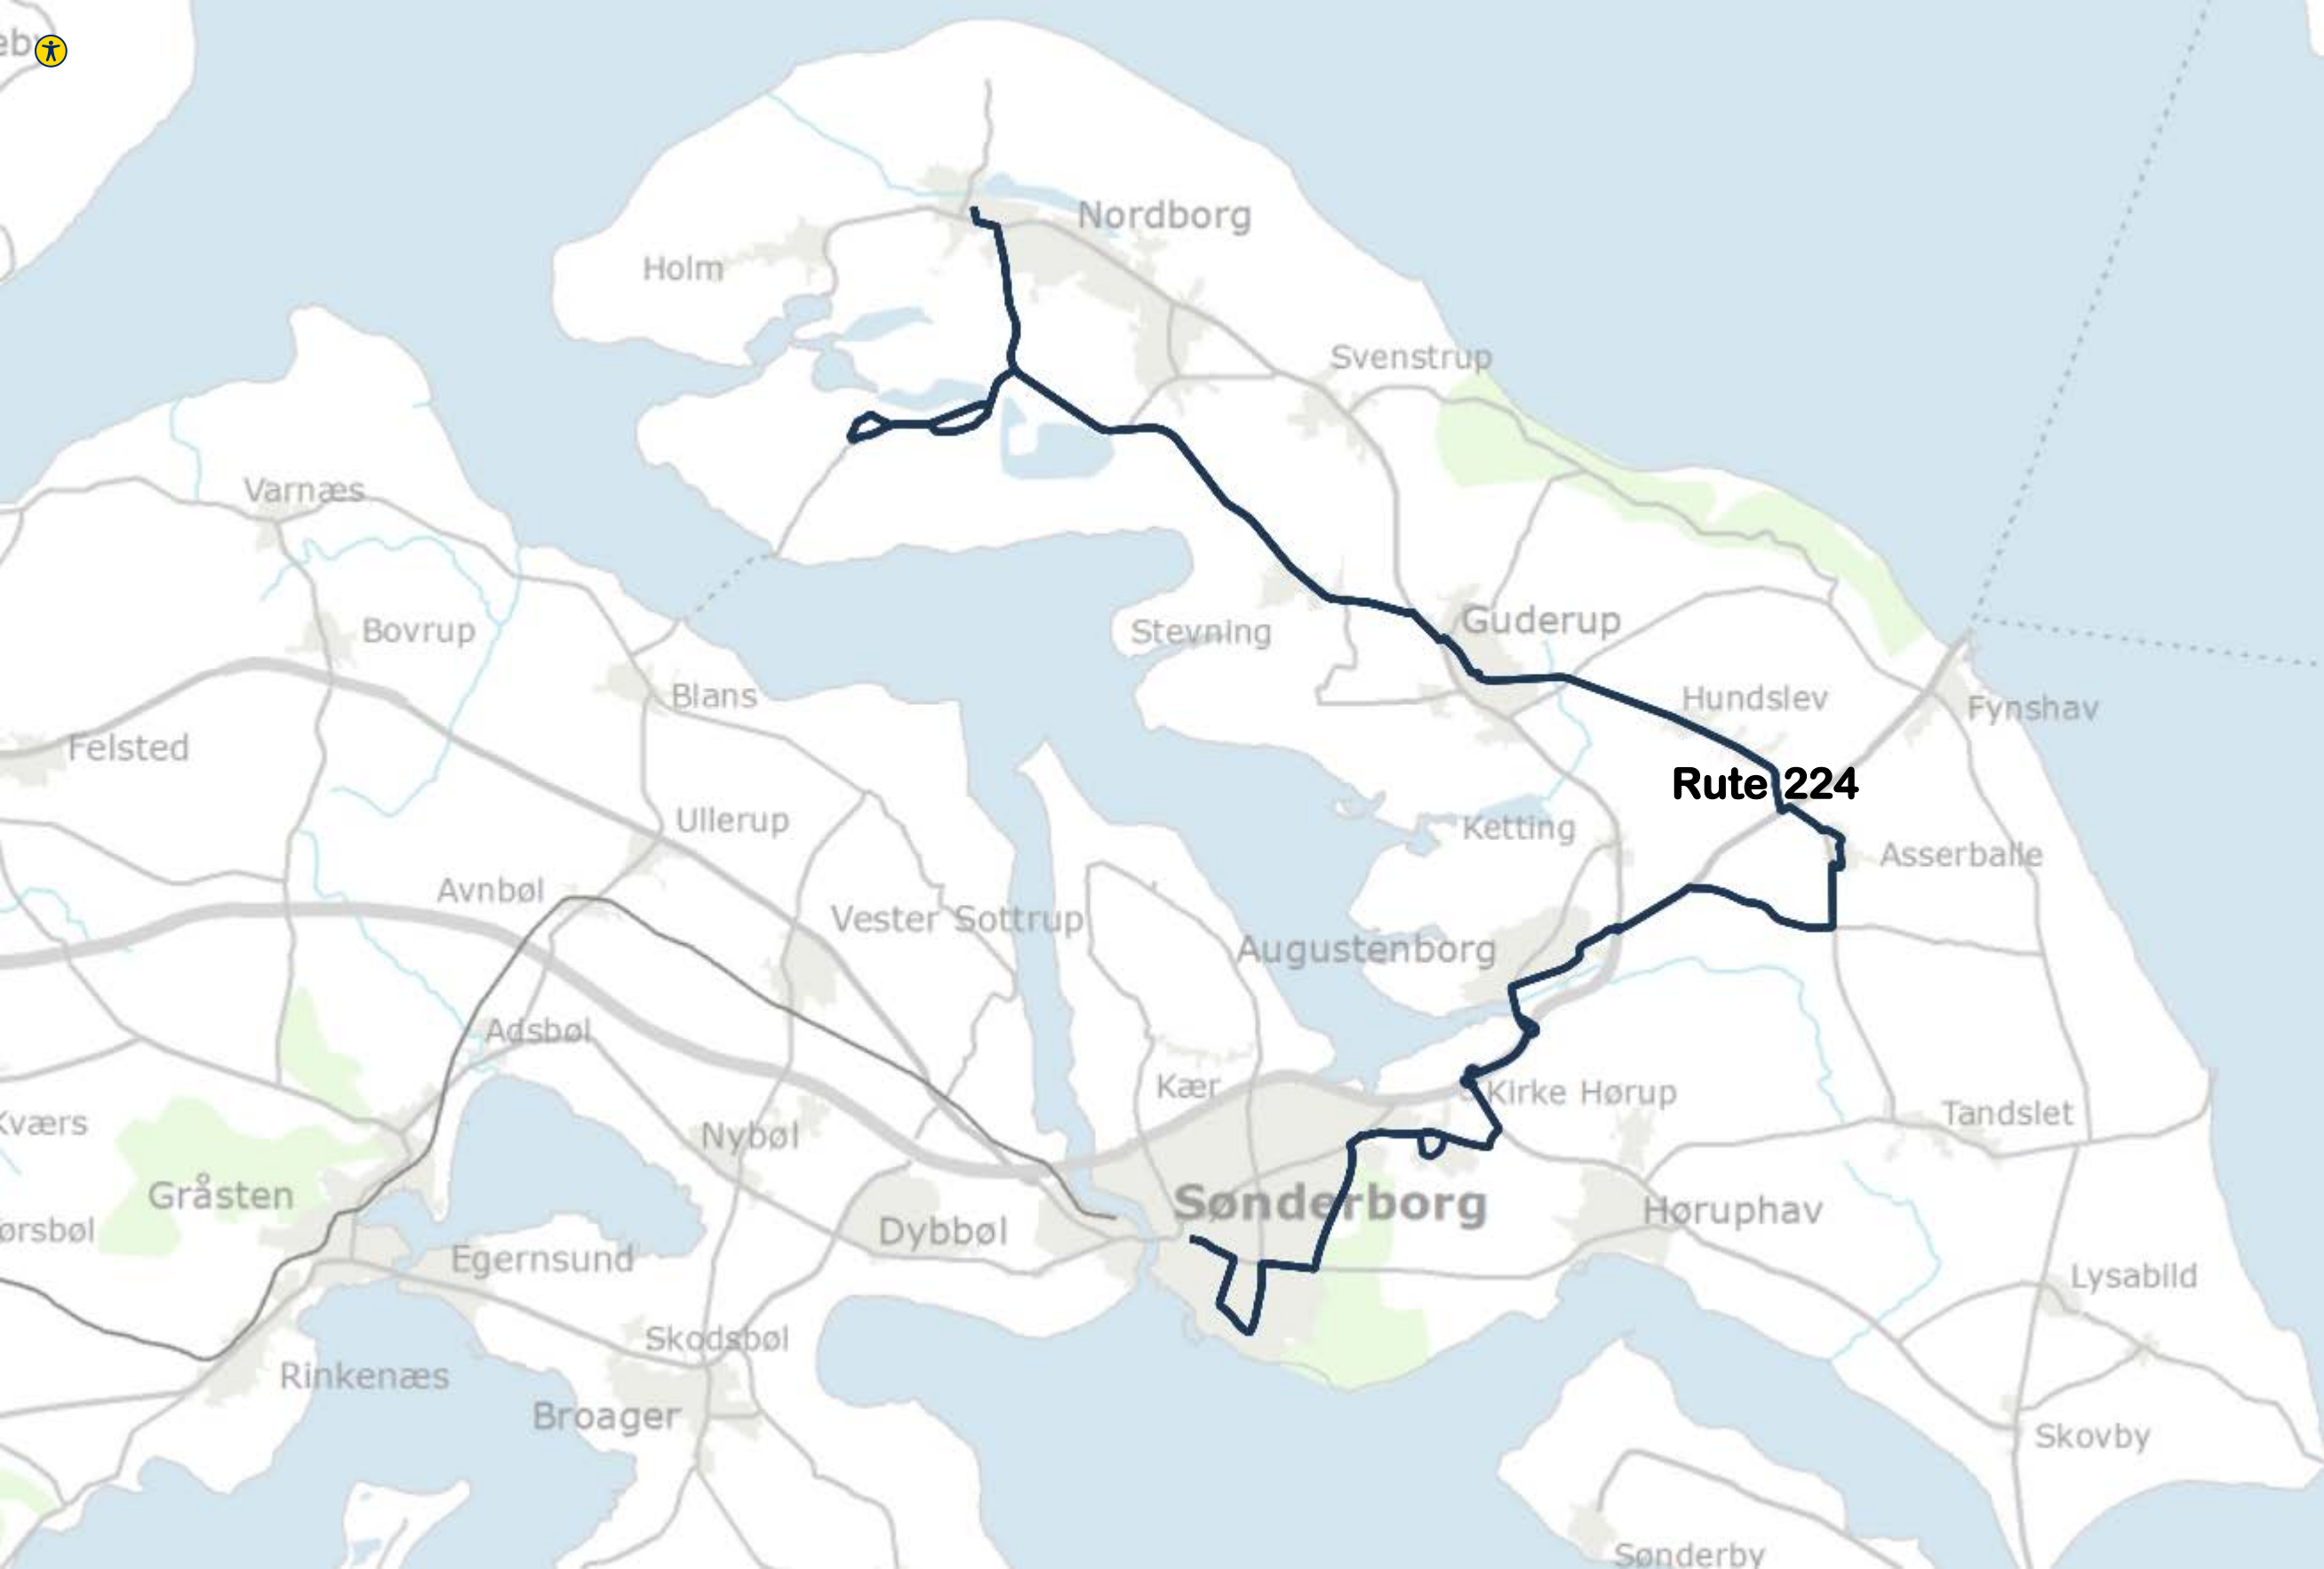 Nordborg
Holm
Svenstrup
Varnæs
Guderup
Bovrup
Stevning
Blans
Hundslev
Fynshav
Felsted
Rute 224
Ullerup
Ketting
Asserballe
Avnbøl
Vester Sottrup
Augustenborg
Adsbøl
Kær
Kirke Hørup
Tandslet
Kværs
Nybøl
Gråsten
Sønderborg
Høruphav
ørsbøl
Dybbøl
Egernsund
Lysabild
Skodsbøl
Rinkenæs
Broager
Skovby
Sønderby